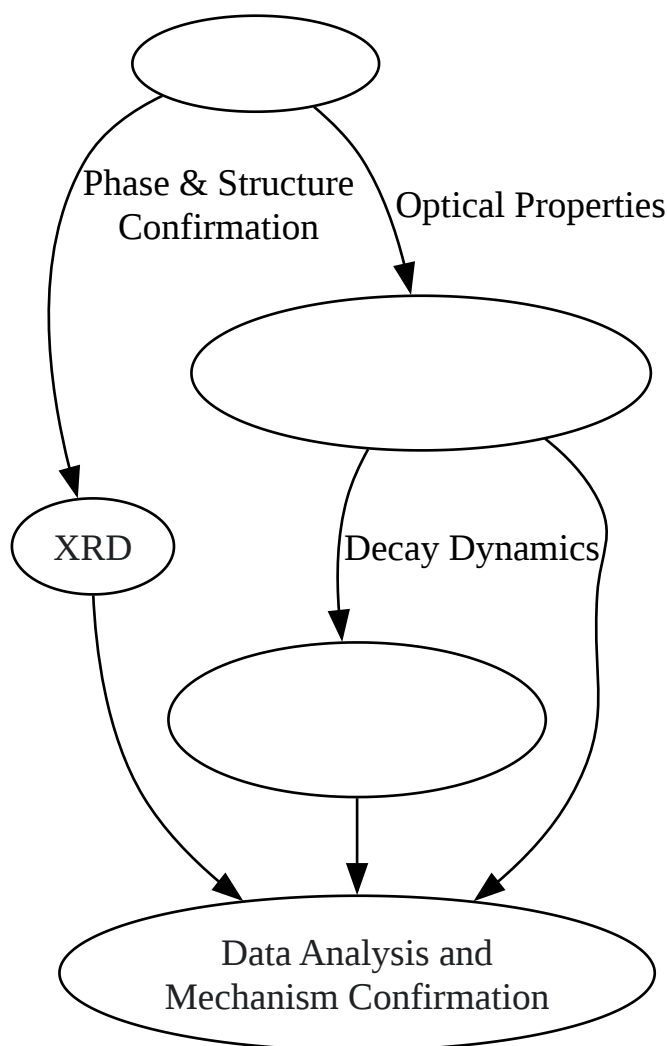 Phase & Structure
Confirmation
Optical Properties
XRD
Decay Dynamics
Data Analysis and
Mechanism Confirmation